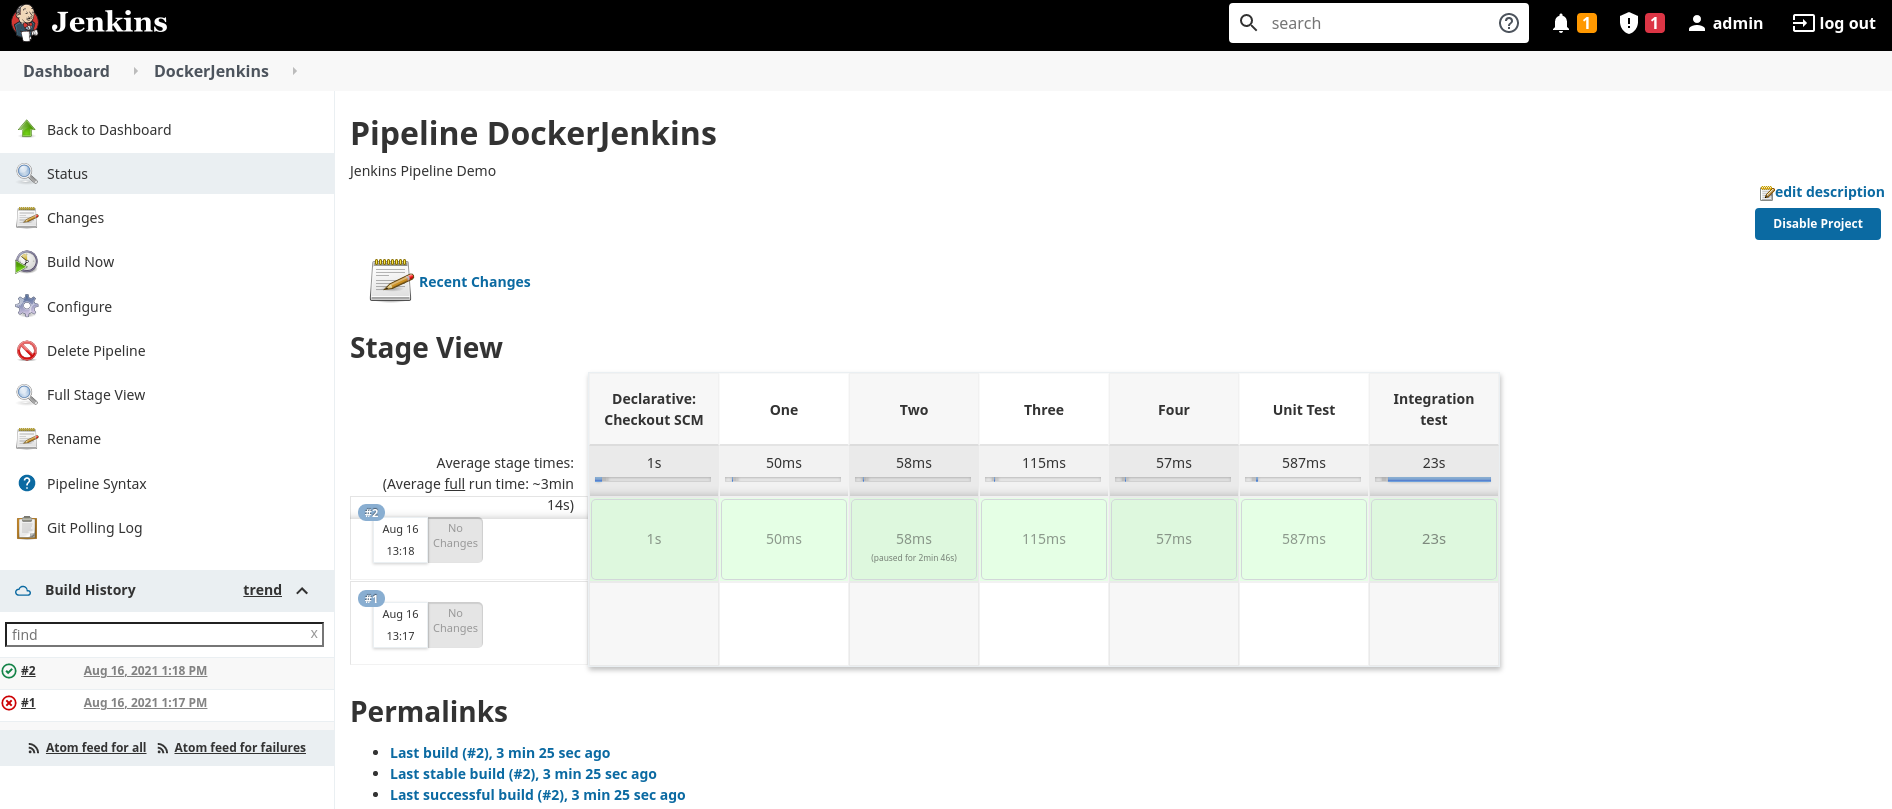 Jenkins
search
1
1
admin
log out
Dashboard
DockerJenkins
Back to Dashboard
Status
Changes
Build Now
Configure
Delete Pipeline
Full Stage View
Rename
Pipeline Syntax
Git Polling Log
Build History
trend
find
x
#2 Aug 16, 2021 1:18 PM
#1 Aug 16, 2021 1:17 PM
Atom feed for all Atom feed for failures
Pipeline DockerJenkins
Jenkins Pipeline Demo
edit description
Disable Project
Recent Changes
Stage View
Declarative:
Checkout SCM
One
Two
Three
Four
Unit Test
Integration
test
Average stage times:
(Average full run time: ~3min
14s)
1s
50ms
58ms
115ms
57ms
587ms
23s
#2
Aug 16
13:18
No
Changes
1s
50ms
58ms
(paused for 2min 46s)
115ms
57ms
587ms
23s
#1
Aug 16
13:17
No
Changes
Permalinks
Last build (#2), 3 min 25 sec ago
Last stable build (#2), 3 min 25 sec ago
Last successful build (#2), 3 min 25 sec ago